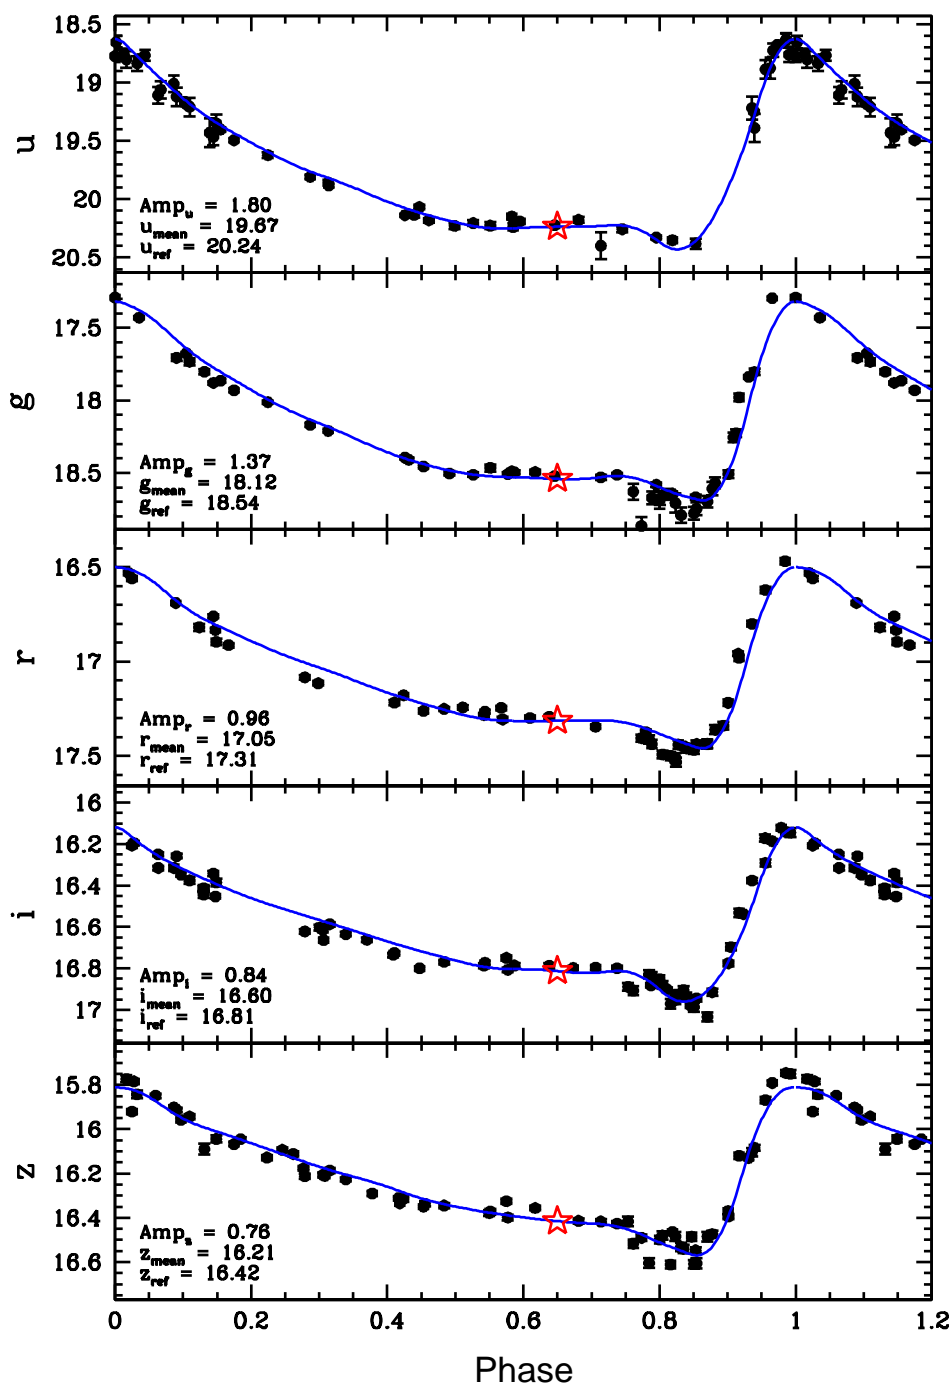 18.5
19
19.5
20
20.5
u
Amp_u = 1.80
u_mean = 19.67
u_ref = 20.24
17.5
18
18.5
g
Amp_g = 1.37
g_mean = 18.12
g_ref = 18.54
16.5
17
17.5
r
Amp_r = 0.96
r_mean = 17.05
r_ref = 17.31
16
16.2
16.4
16.6
16.8
17
i
Amp_i = 0.84
i_mean = 16.60
i_ref = 16.81
15.8
16
16.2
16.4
16.6
z
Amp_z = 0.76
z_mean = 16.21
z_ref = 16.42
0 0.2 0.4 0.6 0.8 1 1.2
Phase